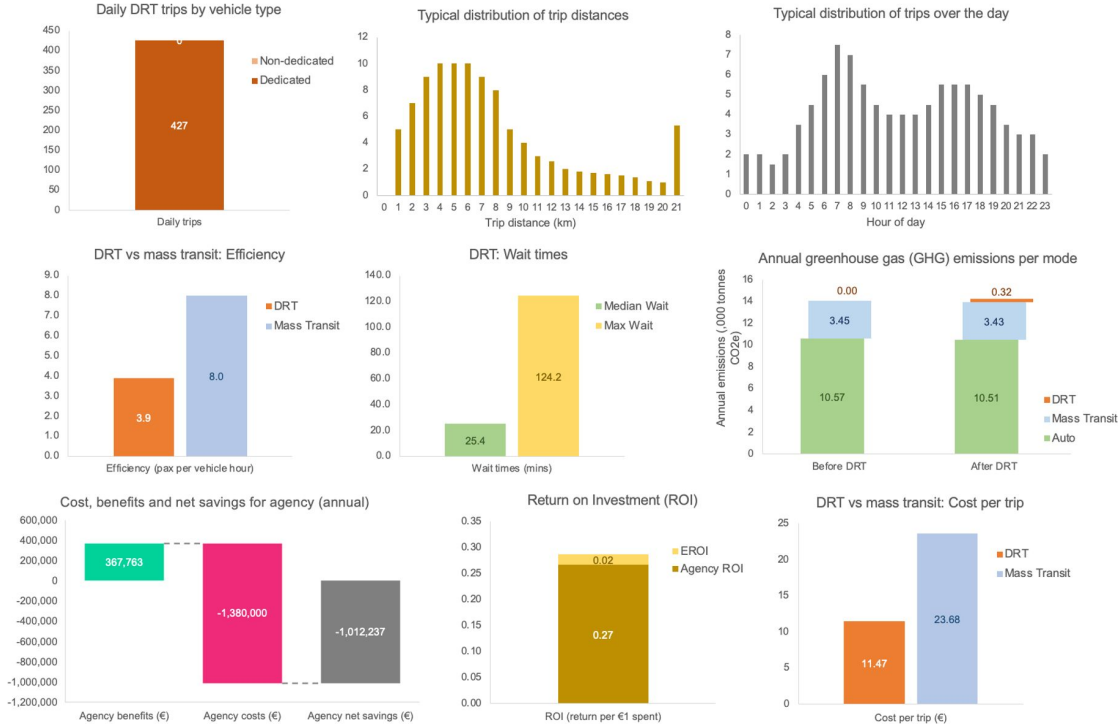 Daily DRT trips by vehicle type
450
400
350
300
250
200
150
100
50
0
0
427
Non-dedicated
Dedicated
Daily trips
Typical distribution of trip distances
12
10
8
6
4
2
0
0 1 2 3 4 5 6 7 8 9 10 11 12 13 14 15 16 17 18 19 20 21
Trip distance (km)
Typical distribution of trips over the day
8
7
6
5
4
3
2
1
0
0 1 2 3 4 5 6 7 8 9 10 11 12 13 14 15 16 17 18 19 20 21 22 23
Hour of day
DRT vs mass transit: Efficiency
9.0
8.0
7.0
6.0
5.0
4.0
3.0
2.0
1.0
0.0
3.9
8.0
DRT
Mass Transit
Efficiency (pax per vehicle hour)
DRT: Wait times
140.0
120.0
100.0
80.0
60.0
40.0
20.0
0.0
25.4
124.2
Median Wait
Max Wait
Wait times (mins)
Annual greenhouse gas (GHG) emissions per mode
Annual emissions (,000 tonnes
CO2e)
16
14
12
10
8
6
4
2
0
0.00
3.45
10.57
0.32
3.43
10.51
DRT
Mass Transit
Auto
Before DRT
After DRT
Cost, benefits and net savings for agency (annual)
600,000
400,000
200,000
0
-200,000
-400,000
-600,000
-800,000
-1,000,000
-1,200,000
367,763
-1,380,000
-1,012,237
Agency benefits (€)
Agency costs (€)
Agency net savings (€)
Return on Investment (ROI)
0.35
0.30
0.25
0.20
0.15
0.10
0.05
0.00
0.02
0.27
EROI
Agency ROI
ROI (return per €1 spent)
DRT vs mass transit: Cost per trip
25
20
15
10
5
0
11.47
23.68
DRT
Mass Transit
Cost per trip (€)